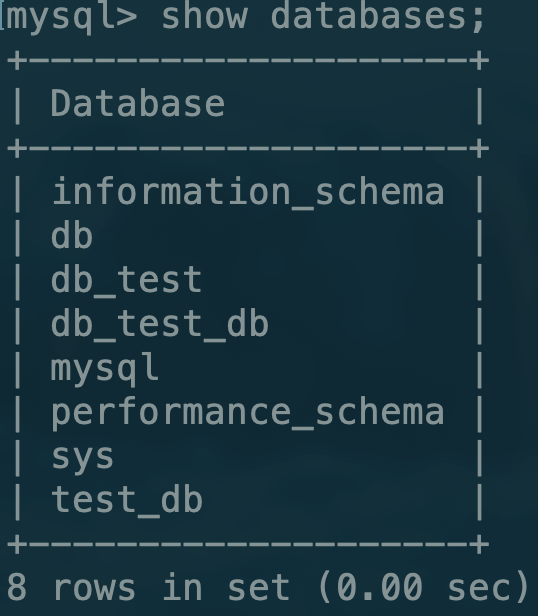 mysql> show databases;
+--------------------+
| Database           |
+--------------------+
| information_schema |
| db                 |
| db_test            |
| db_test_db         |
| mysql              |
| performance_schema |
| sys                |
| test_db            |
+--------------------+
8 rows in set (0.00 sec)